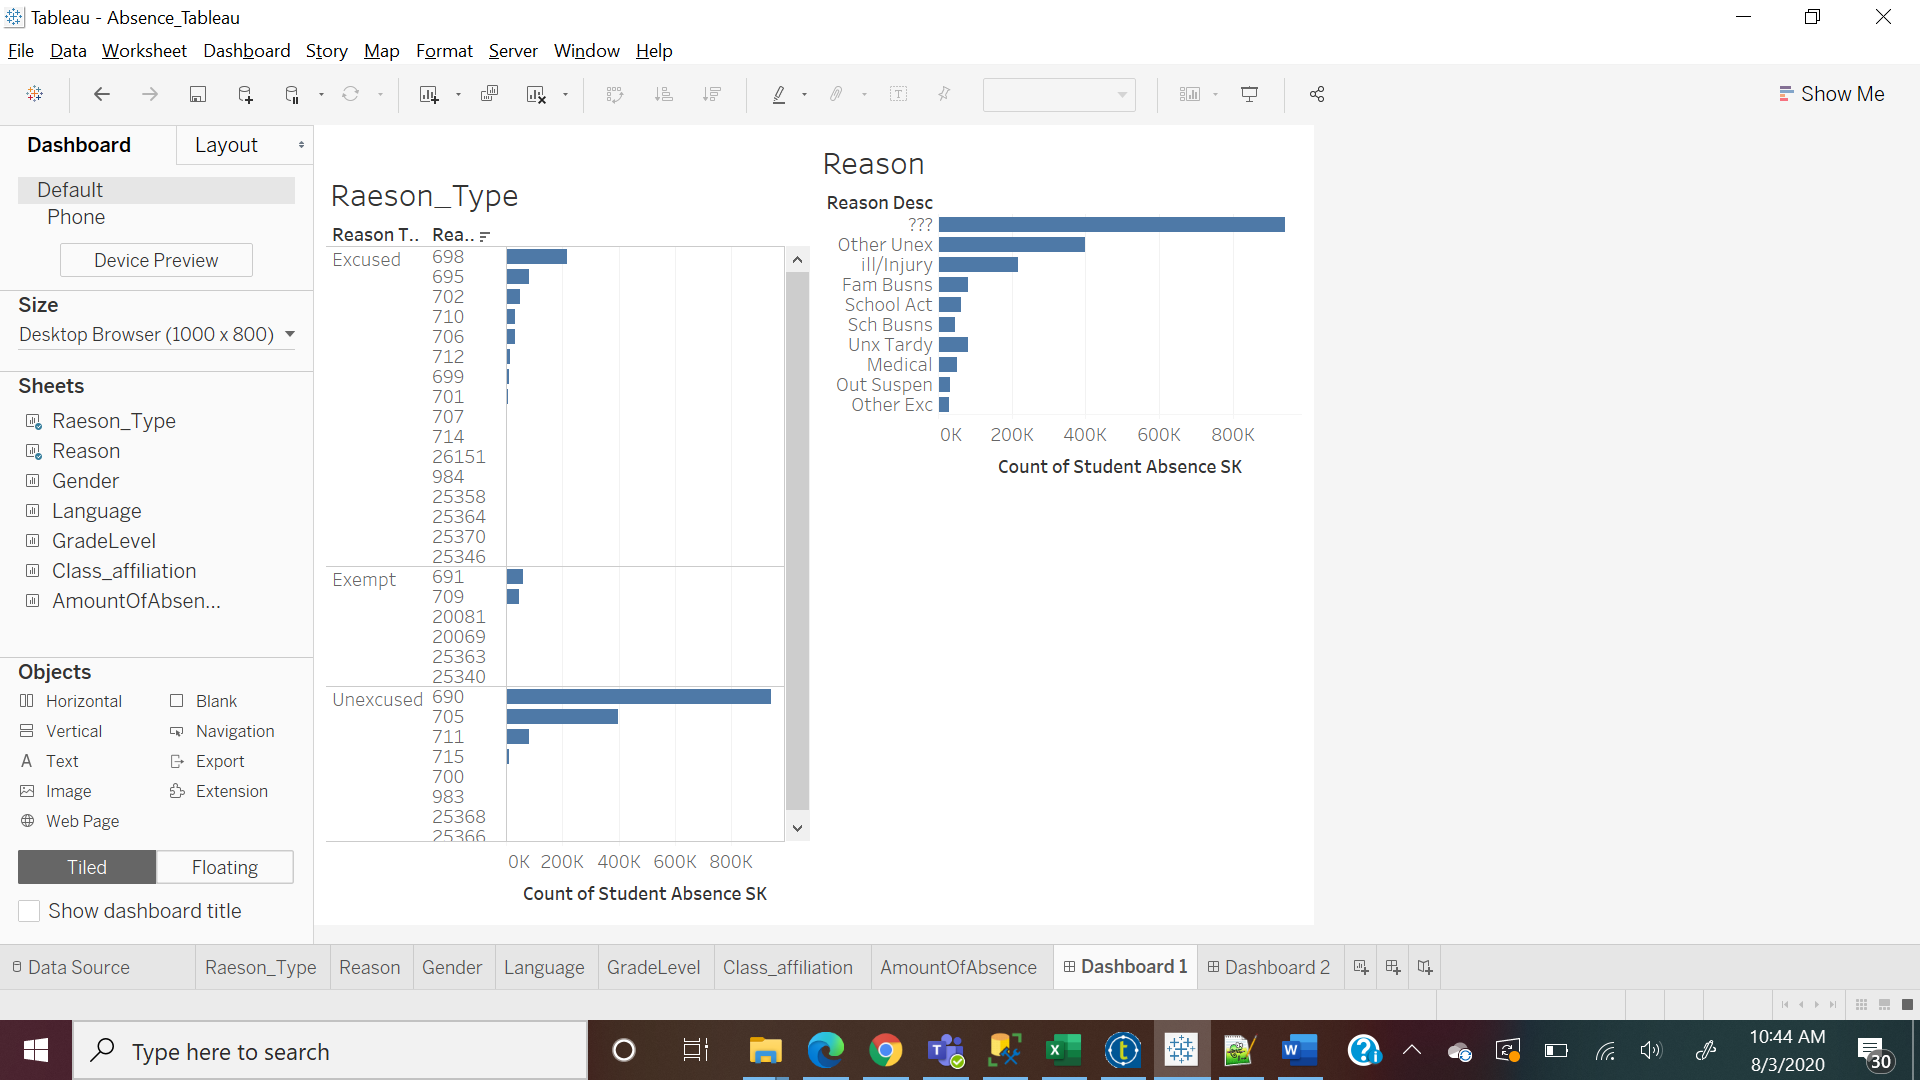 Tableau - Absence_Tableau
File Data Worksheet Dashboard Story Map Format Server Window Help
Show Me
Dashboard
Layout
Default
Phone
Device Preview
Size
Desktop Browser (1000 x 800)
Sheets
Raeson_Type
Reason
Gender
Language
GradeLevel
Class_affiliation
AmountOfAbsen...
Objects
Horizontal Blank
Vertical Navigation
Text Export
Image Extension
Web Page
Tiled Floating
Show dashboard title
Raeson_Type
Reason T.. Rea..
Excused 698
695
702
710
706
712
699
701
707
714
26151
984
25358
25364
25370
25346
Exempt 691
709
20081
20069
25363
25340
Unexcused 690
705
711
715
700
983
25368
25366
0K 200K 400K 600K 800K
Count of Student Absence SK
Reason
Reason Desc
???
Other Unex
ill/Injury
Fam Busns
School Act
Sch Busns
Unx Tardy
Medical
Out Suspen
Other Exc
0K 200K 400K 600K 800K
Count of Student Absence SK
Data Source Raeson_Type Reason Gender Language GradeLevel Class_affiliation AmountOfAbsence Dashboard 1 Dashboard 2
Type here to search
10:44 AM
8/3/2020
30